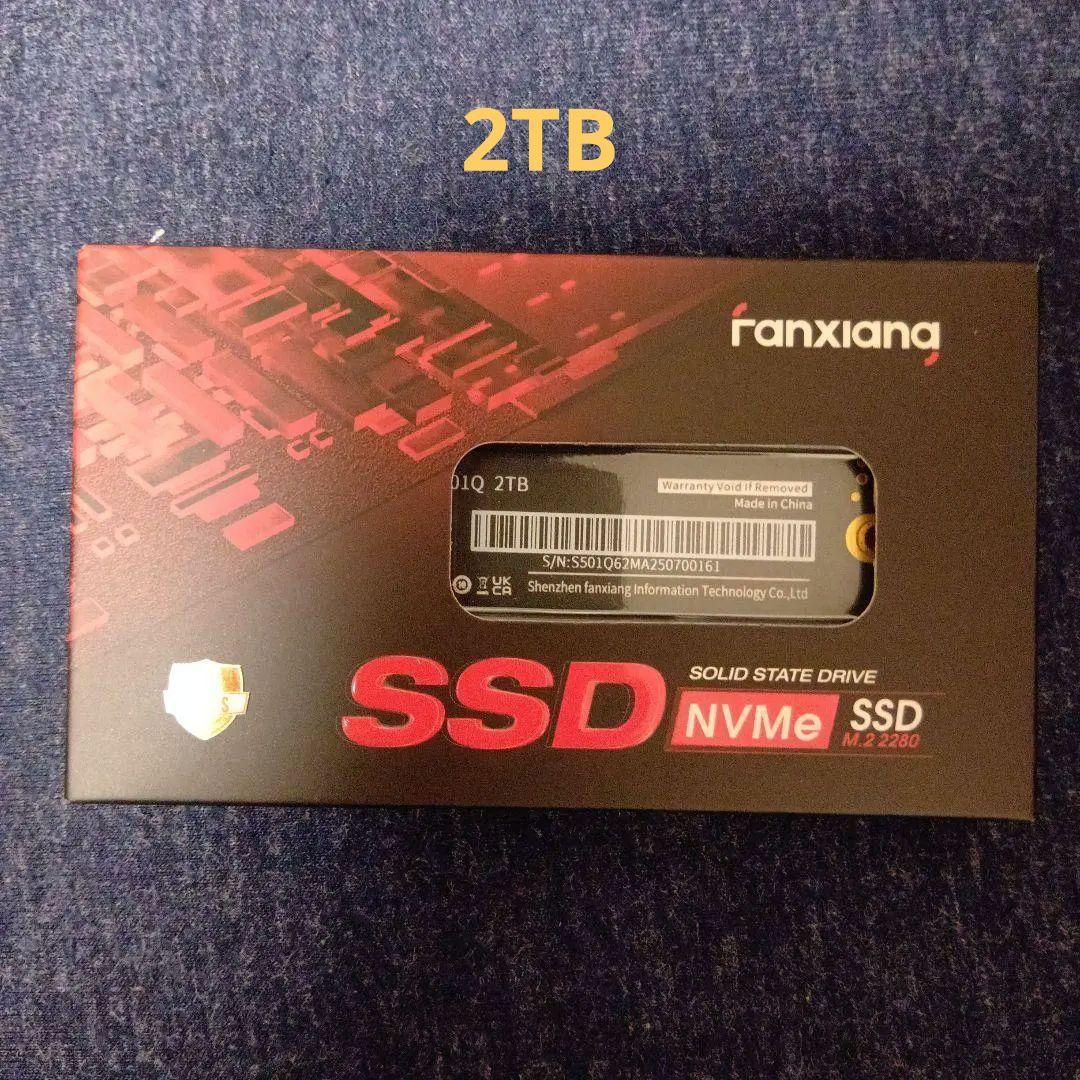 2TB
fanxiang
01Q 2TB
Warranty Void If Removed
Made in China
S/N:S501Q62MA250700161
10 UK
CA
Shenzhen fanxiang Information Technology Co.,Ltd
SSD
SOLID STATE DRIVE
NVMe SSD
M.2 2280